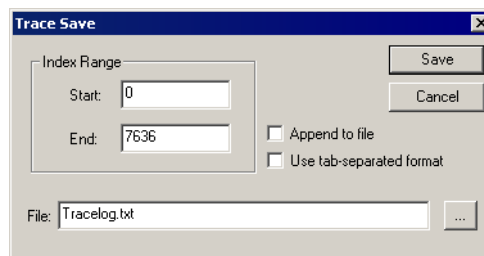 Trace Save
Index Range
Start: 0
End: 7636
Save
Cancel
Append to file
Use tab-separated format
File: Tracelog.txt ...